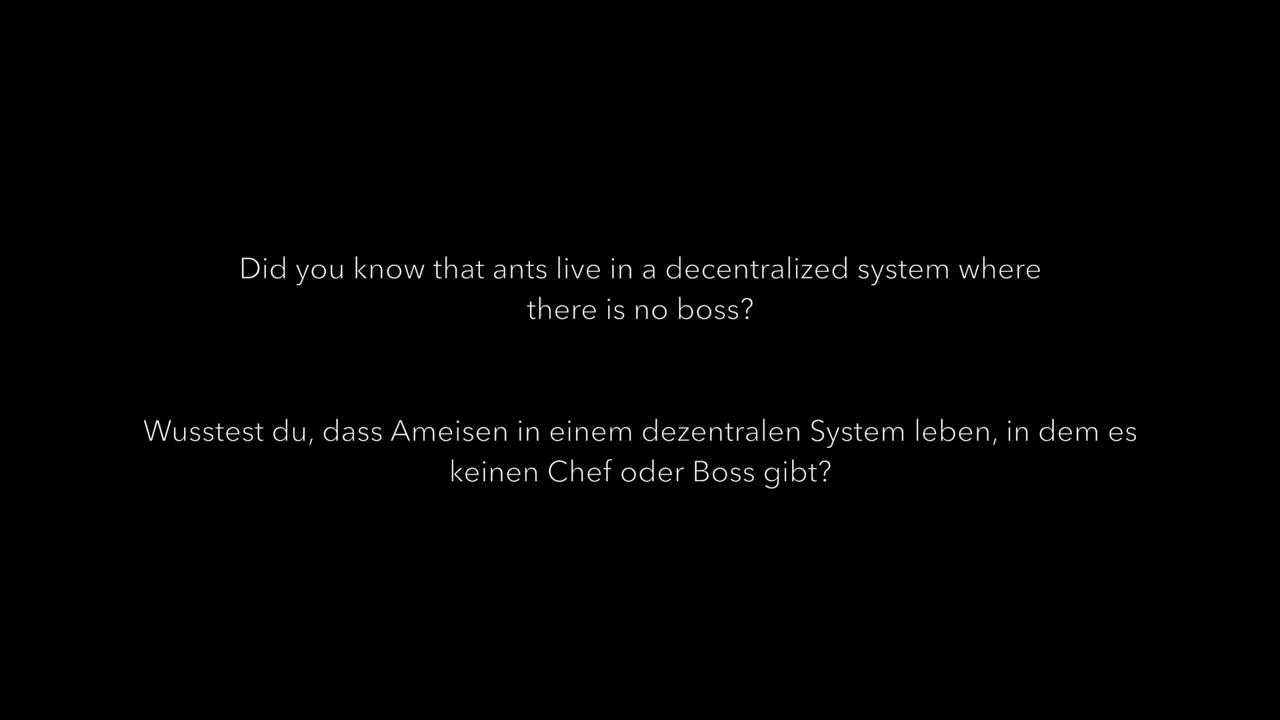 Did you know that ants live in a decentralized system where
there is no boss?
Wusstest du, dass Ameisen in einem dezentralen System leben, in dem es
keinen Chef oder Boss gibt?